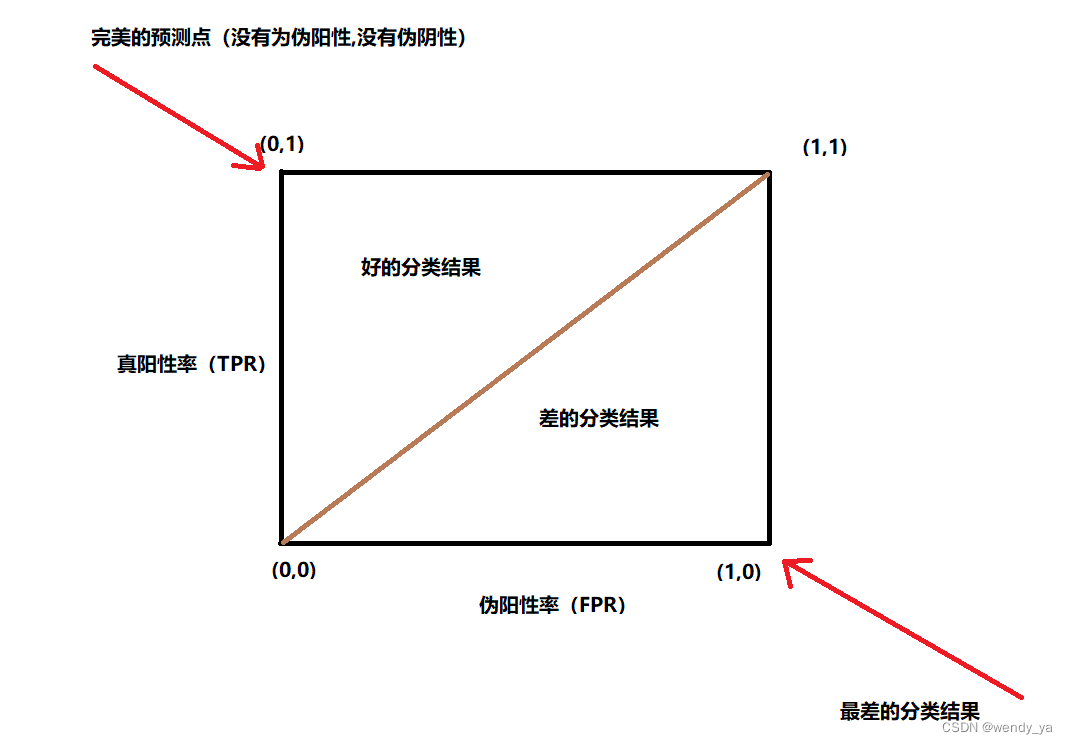 完美的预测点（没有为伪阳性,没有伪阴性）
(0,1)
(1,1)
好的分类结果
真阳性率（TPR）
差的分类结果
(0,0)
(1,0)
伪阳性率（FPR）
最差的分类结果
CSDN @wendy_ya